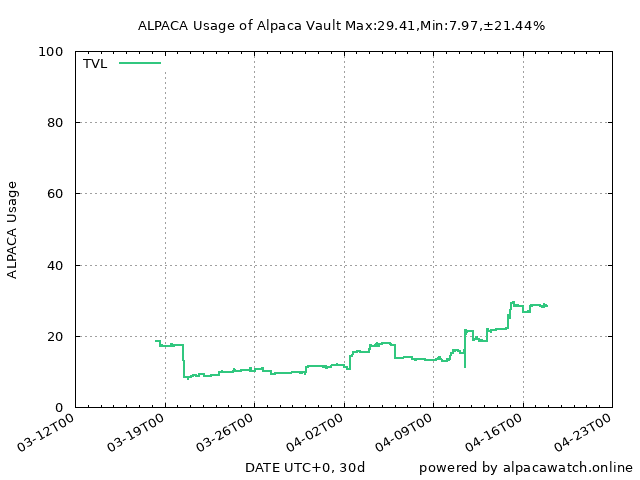 ALPACA Usage of Alpaca Vault Max:29.41,Min:7.97,±21.44%
100
TVL
80
60
ALPACA Usage
40
20
0
03-12T00 03-19T00 03-26T00 04-02T00 04-09T00 04-16T00 04-23T00
DATE UTC+0, 30d powered by alpacawatch.online